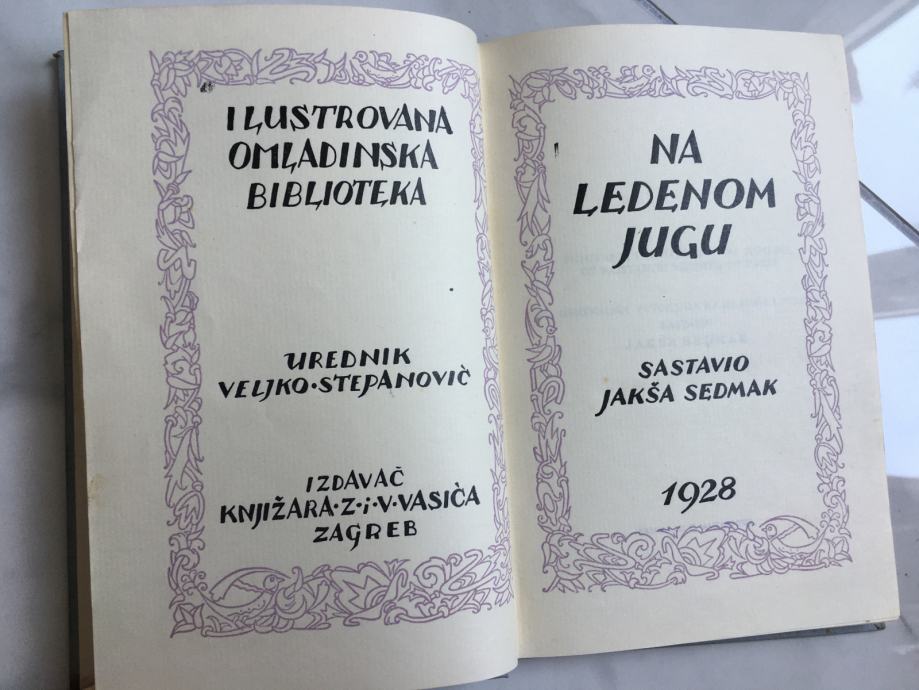 ILUSTROVANA
OMLADINSKA
BIBLIOTEKA
UREDNIK
VELJKO·STEPANOVIČ
IZDAVAČ
KNJIŽARA·Z·i·V·VASIĆA
ZAGREB
NA
LEDENOM
JUGU
SASTAVIO
JAKŠA SEDMAK
1928